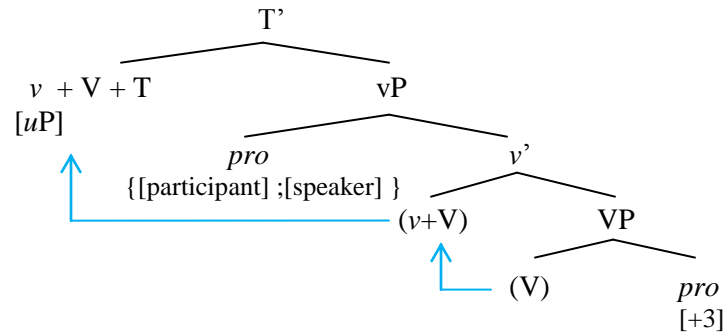 T’
v + V + T vP
[uP]
pro v’
{[participant] ;[speaker] }
(v+V) VP
(V) pro
[+3]